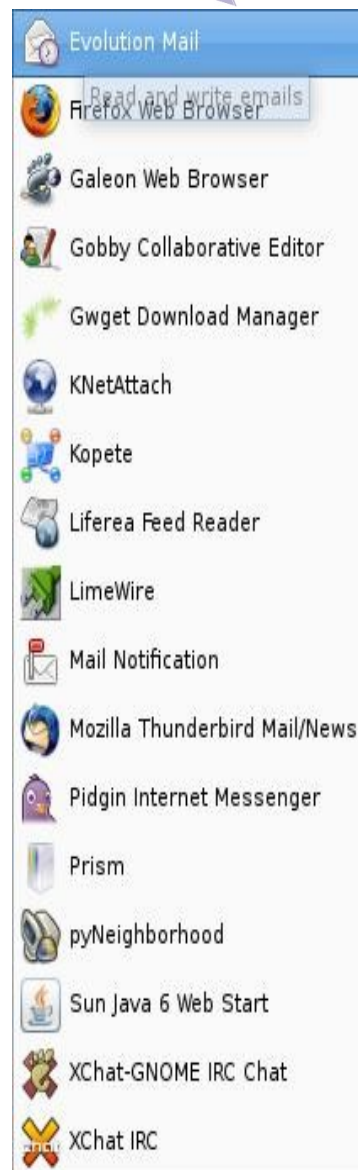 Evolution Mail
Read and write emails
Firefox Web Browser
Galeon Web Browser
Gobby Collaborative Editor
Gwget Download Manager
KNetAttach
Kopete
Liferea Feed Reader
LimeWire
Mail Notification
Mozilla Thunderbird Mail/News
Pidgin Internet Messenger
Prism
pyNeighborhood
Sun Java 6 Web Start
XChat-GNOME IRC Chat
XChat IRC